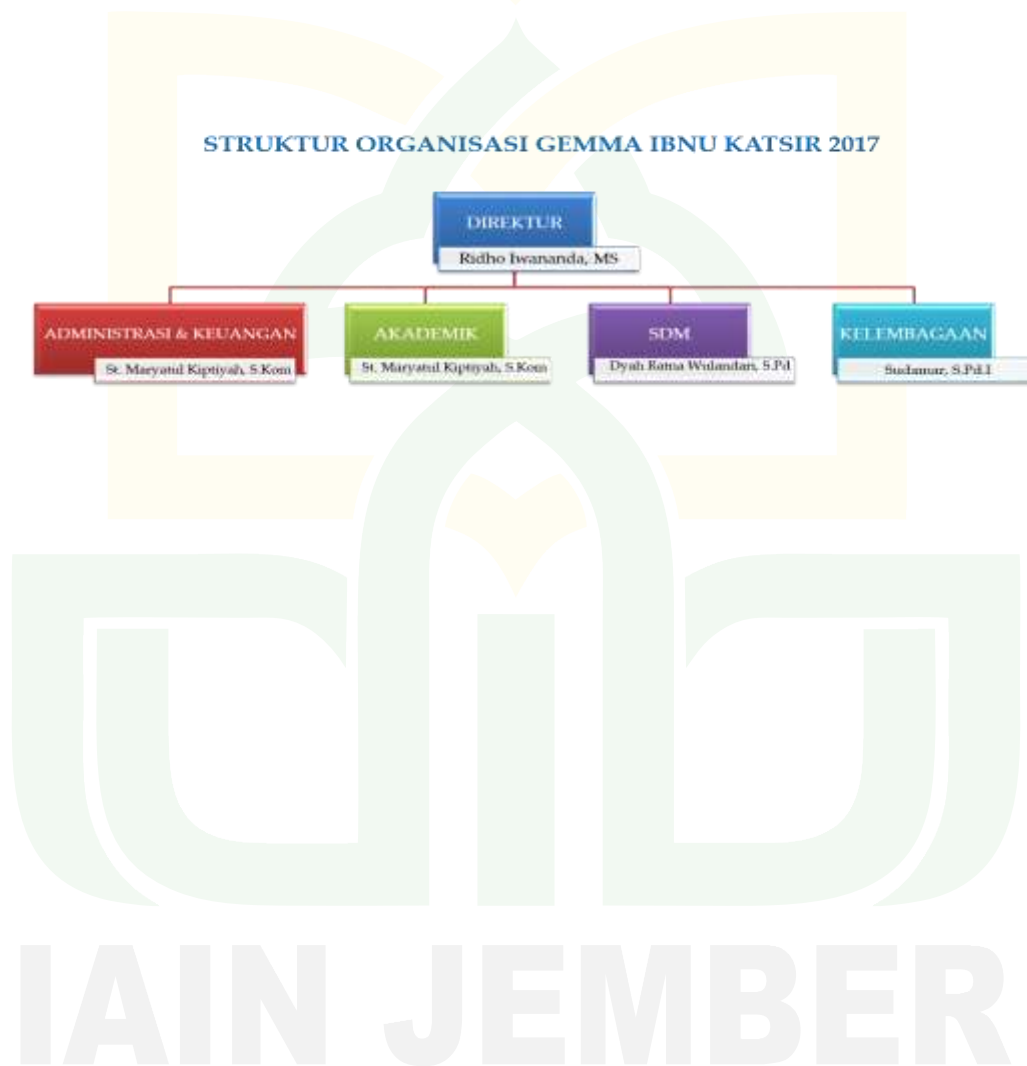 STRUKTUR ORGANISASI GEMMA IBNU KATSIR 2017
DIREKTUR
Ridho Iwananda, MS
ADMINISTRASI & KEUANGAN
St. Maryatul Kiptiyah, S.Kom
AKADEMIK
St. Maryatul Kiptiyah, S.Kom
SDM
Dyah Ratna Wulandari, S.Pd
KELEMBAGAAN
S.Pd.I
IAIN JEMBER